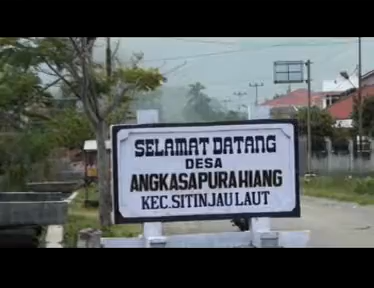 SELAMAT DATANG
DESA
ANGKASAPURA HIANG
KEC. SITINJAU LAUT